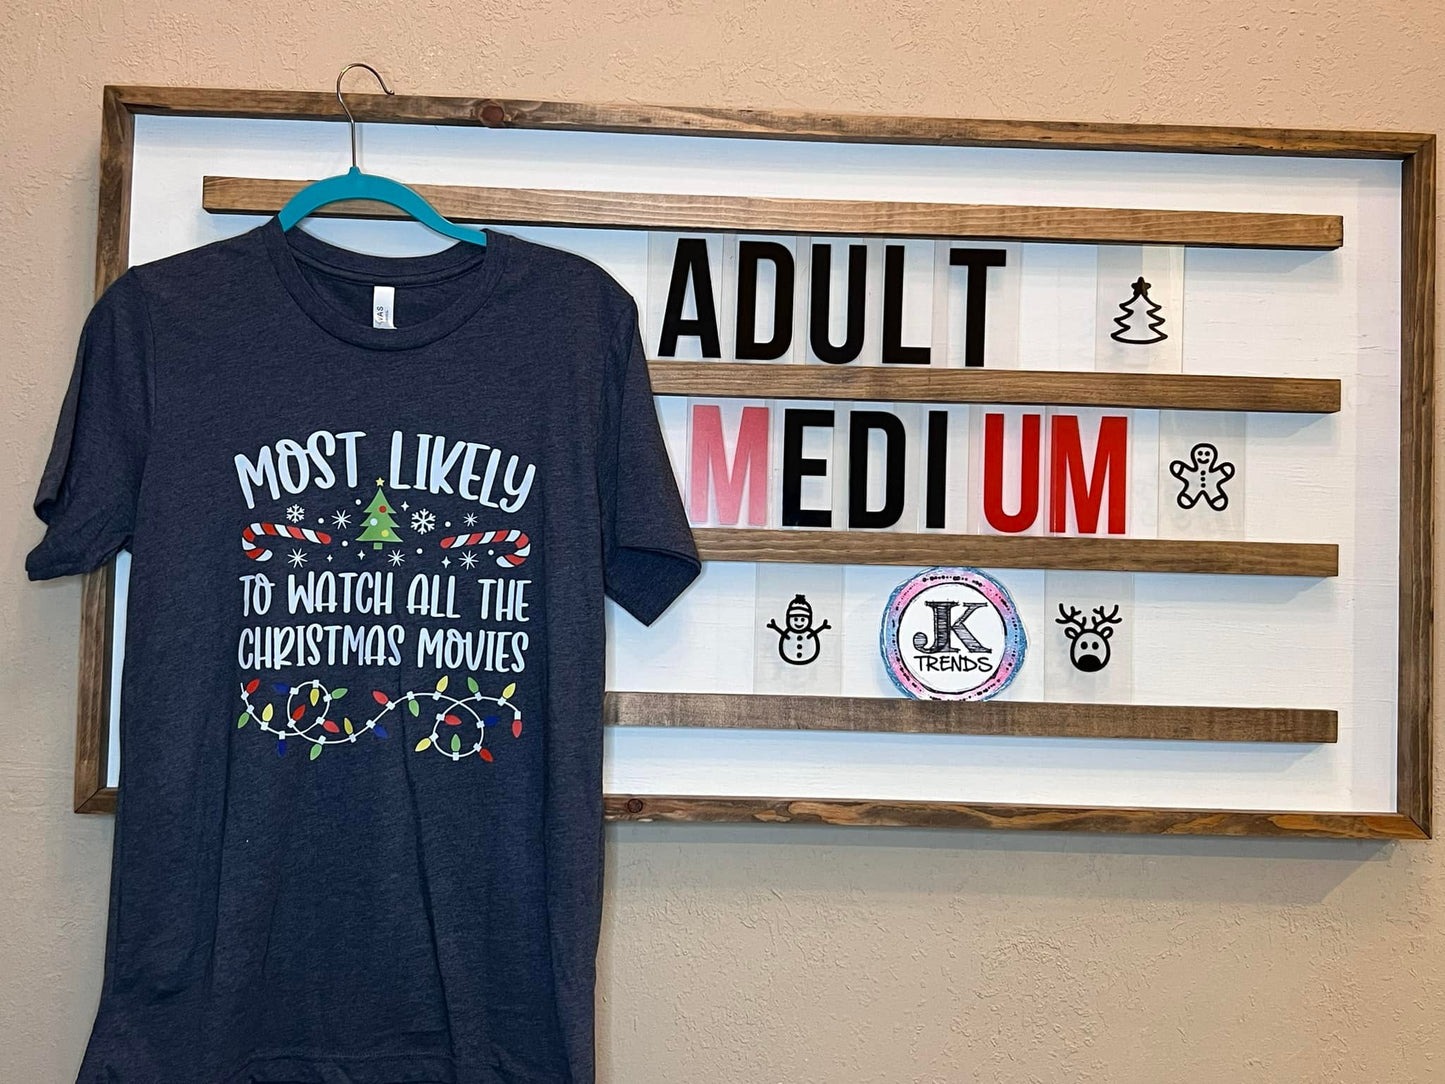 MOST LIKELY
TO WATCH ALL THE
CHRISTMAS MOVIES
ADULT
MEDIUM
JK
TRENDS